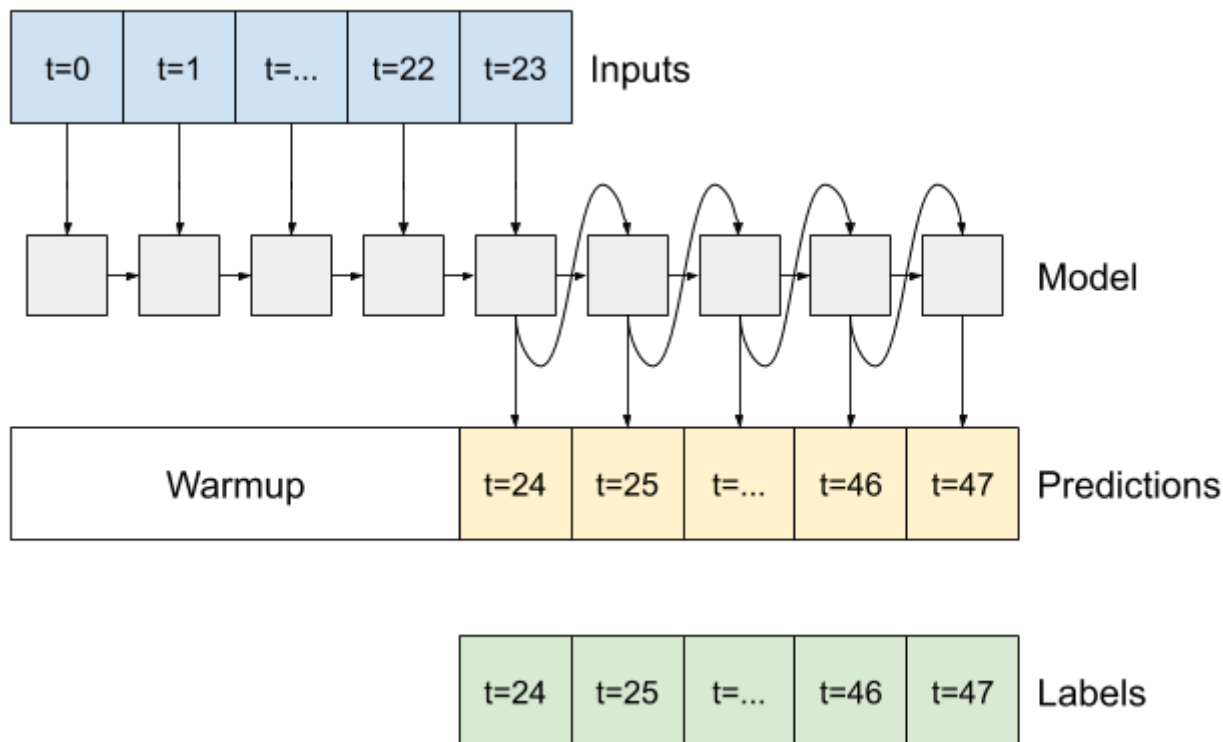 t=0 t=1 t=... t=22 t=23 Inputs
Model
Warmup t=24 t=25 t=... t=46 t=47 Predictions
t=24 t=25 t=... t=46 t=47 Labels